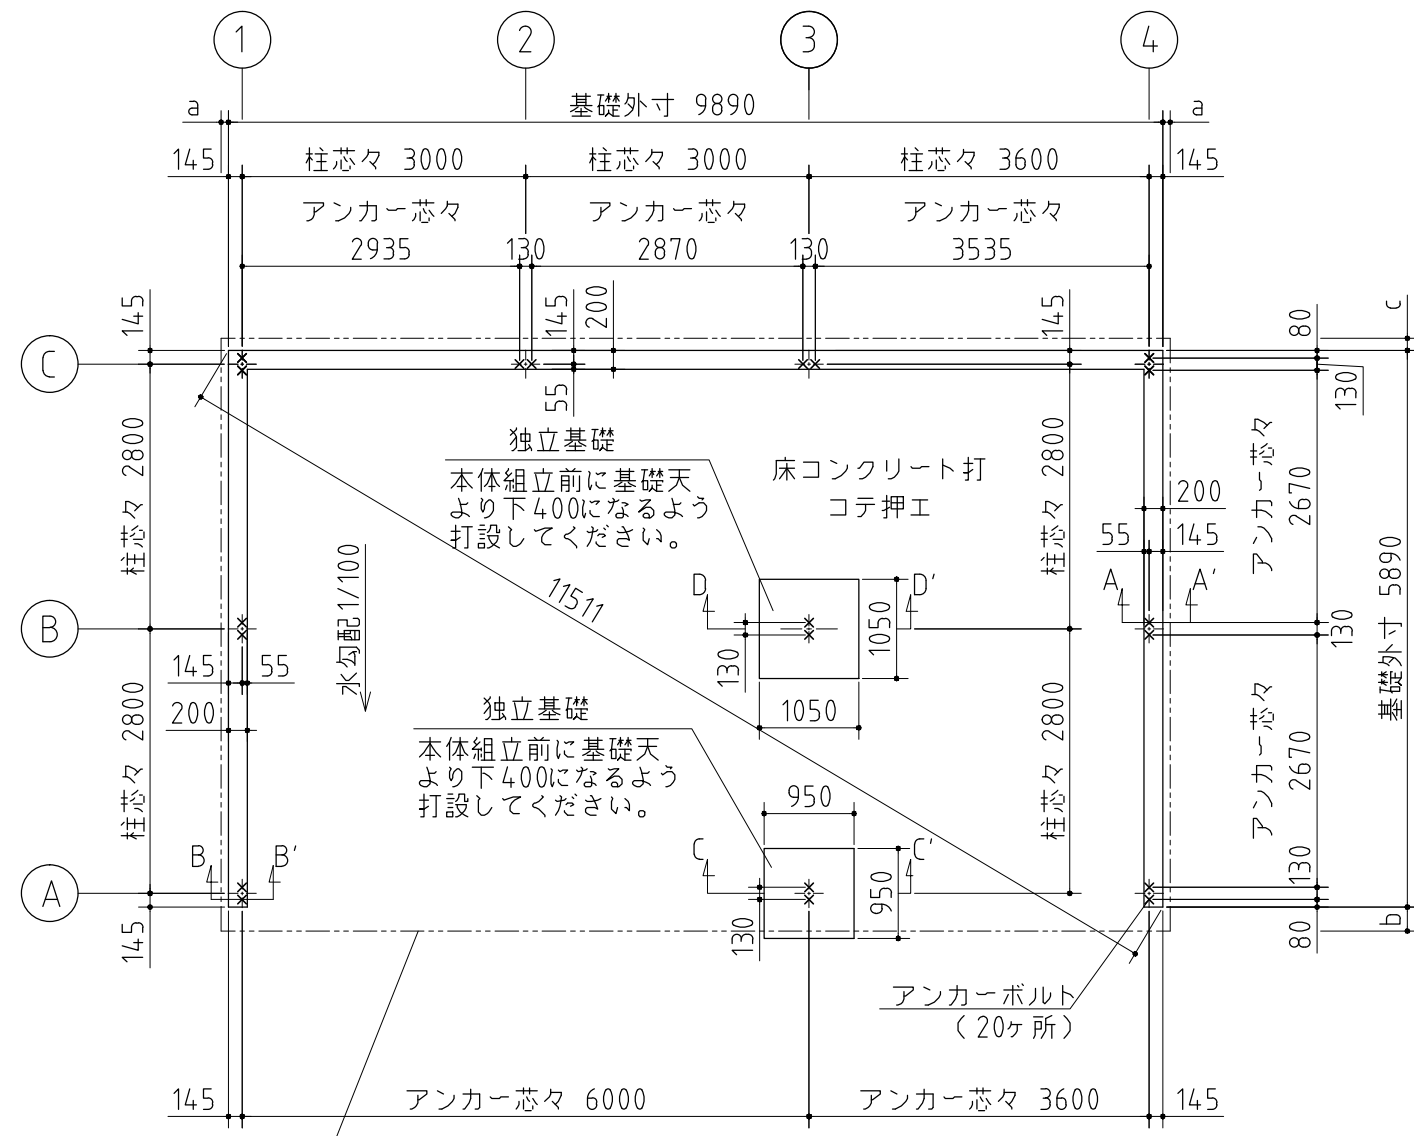 1 2 3 4
a 基礎外寸 9890 a
145 柱芯々 3000 柱芯々 3000 柱芯々 3600 145
アンカー芯々 アンカー芯々 アンカー芯々
2935 130 2870 130 3535
145 145 200 145 80 c
C
55 130
独立基礎
本体組立前に基礎天
より下400になるよう
打設してください。
床コンクリート打
コテ押エ
柱芯々 2800
柱芯々 2800
アンカー芯々
2670
200
55 145
A A'
水勾配1/100
11511
D D'
1050
130
1050
B
130
基礎外寸 5890
145 55
200
独立基礎
本体組立前に基礎天
より下400になるよう
打設してください。
柱芯々 2800
柱芯々 2800
アンカー芯々
2670
950
B B'
C C'
950
130
A
130
145
80
b
アンカーボルト
(20ヶ所)
145 アンカー芯々 6000 アンカー芯々 3600 145